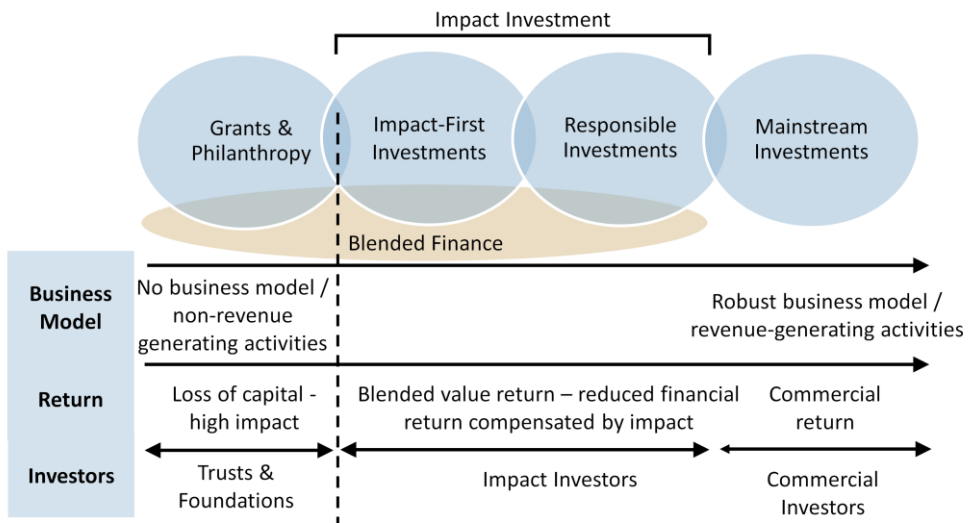 Impact Investment
Grants &
Philanthropy
Impact-First
Investments
Responsible
Investments
Mainstream
Investments
Blended Finance
Business
Model
No business model /
non-revenue
generating activities
Robust business model /
revenue-generating activities
Return
Loss of capital -
high impact
Blended value return – reduced financial
return compensated by impact
Commercial
return
Investors
Trusts &
Foundations
Impact Investors
Commercial
Investors